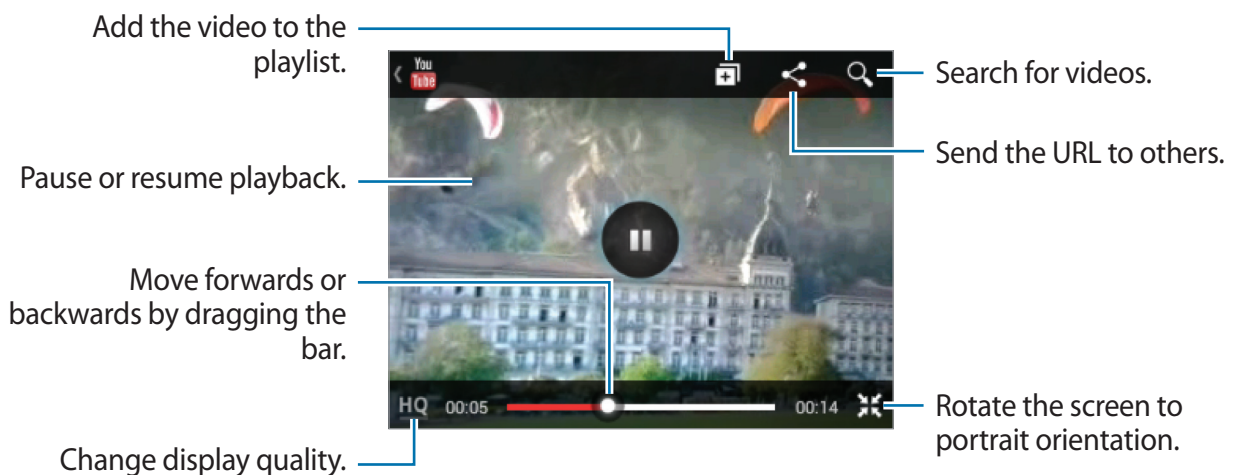 Add the video to the
playlist.
You
Tube
Search for videos.
Send the URL to others.
Pause or resume playback.
Move forwards or
backwards by dragging the
bar.
HQ 00:05 00:14
Rotate the screen to
portrait orientation.
Change display quality.